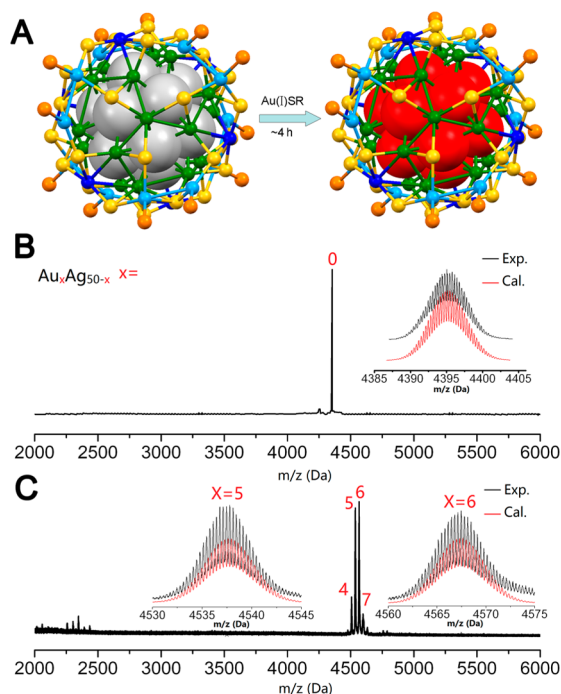 A
Au(I)SR
~4 h
B
AuxAg50-x x=
0
Exp.
Cal.
4385 4390 4395 4400 4405
m/z (Da)
2000 2500 3000 3500 4000 4500 5000 5500 6000
m/z (Da)
C
X=5
5 6
X=6
Exp.
Cal.
4
7
4530 4535 4540 4545
m/z (Da)
4560 4565 4570 4575
m/z (Da)
2000 2500 3000 3500 4000 4500 5000 5500 6000
m/z (Da)